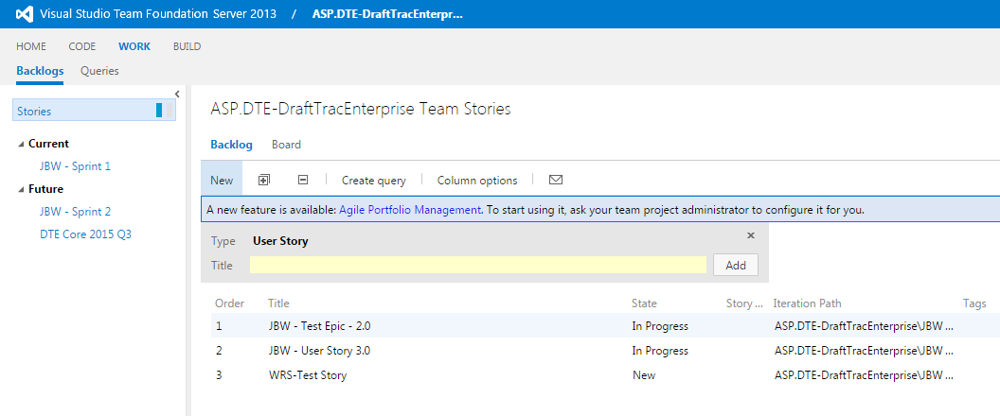 Visual Studio Team Foundation Server 2013 / ASP.DTE-DraftTracEnterpr...
HOME CODE WORK BUILD
Backlogs Queries
Stories
Current
JBW - Sprint 1
Future
JBW - Sprint 2
DTE Core 2015 Q3
ASP.DTE-DraftTracEnterprise Team Stories
Backlog Board
New Create query Column options
A new feature is available: Agile Portfolio Management. To start using it, ask your team project administrator to configure it for you.
Type User Story
Title Add
Order Title State Story ... Iteration Path Tags
1 JBW - Test Epic - 2.0 In Progress ASP.DTE-DraftTracEnterprise\JBW ...
2 JBW - User Story 3.0 In Progress ASP.DTE-DraftTracEnterprise\JBW ...
3 WRS-Test Story New ASP.DTE-DraftTracEnterprise\JBW ...